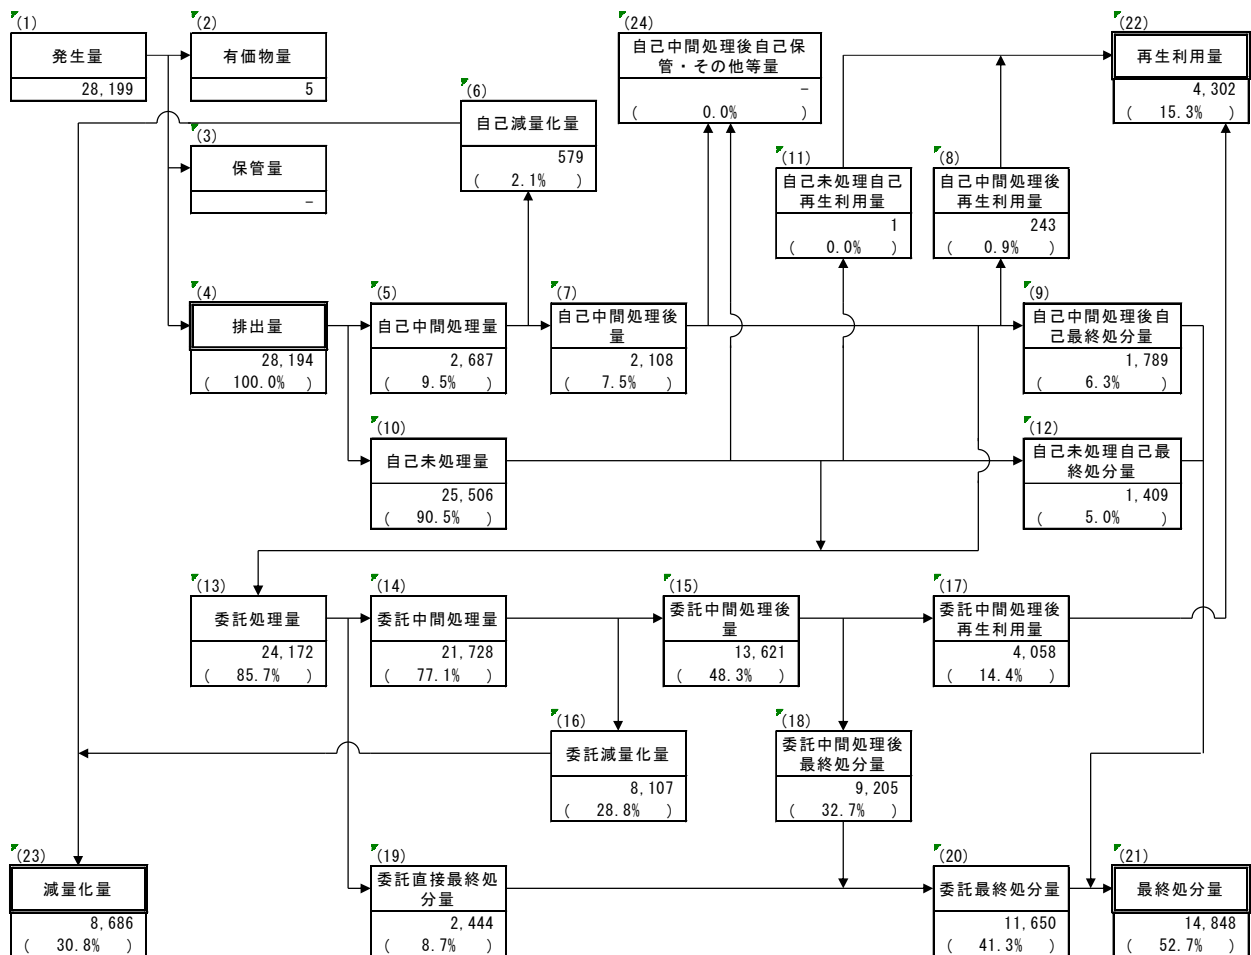 (1)
発生量
28,199
(2)
有価物量
5
(3)
保管量
-
(24)
自己中間処理後自己保
管・その他等量
-
( 0.0% )
(22)
再生利用量
4,302
( 15.3% )
(6)
自己減量化量
579
( 2.1% )
(11)
自己未処理自己
再生利用量
1
( 0.0% )
(8)
自己中間処理後
再生利用量
243
( 0.9% )
(4)
排出量
28,194
( 100.0% )
(5)
自己中間処理量
2,687
( 9.5% )
(7)
自己中間処理後
量
2,108
( 7.5% )
(9)
自己中間処理後自
己最終処分量
1,789
( 6.3% )
(10)
自己未処理量
25,506
( 90.5% )
(12)
自己未処理自己最
終処分量
1,409
( 5.0% )
(13)
委託処理量
24,172
( 85.7% )
(14)
委託中間処理量
21,728
( 77.1% )
(15)
委託中間処理後
量
13,621
( 48.3% )
(17)
委託中間処理後
再生利用量
4,058
( 14.4% )
(16)
委託減量化量
8,107
( 28.8% )
(18)
委託中間処理後
最終処分量
9,205
( 32.7% )
(23)
減量化量
8,686
( 30.8% )
(19)
委託直接最終処
分量
2,444
( 8.7% )
(20)
委託最終処分量
11,650
( 41.3% )
(21)
最終処分量
14,848
( 52.7% )